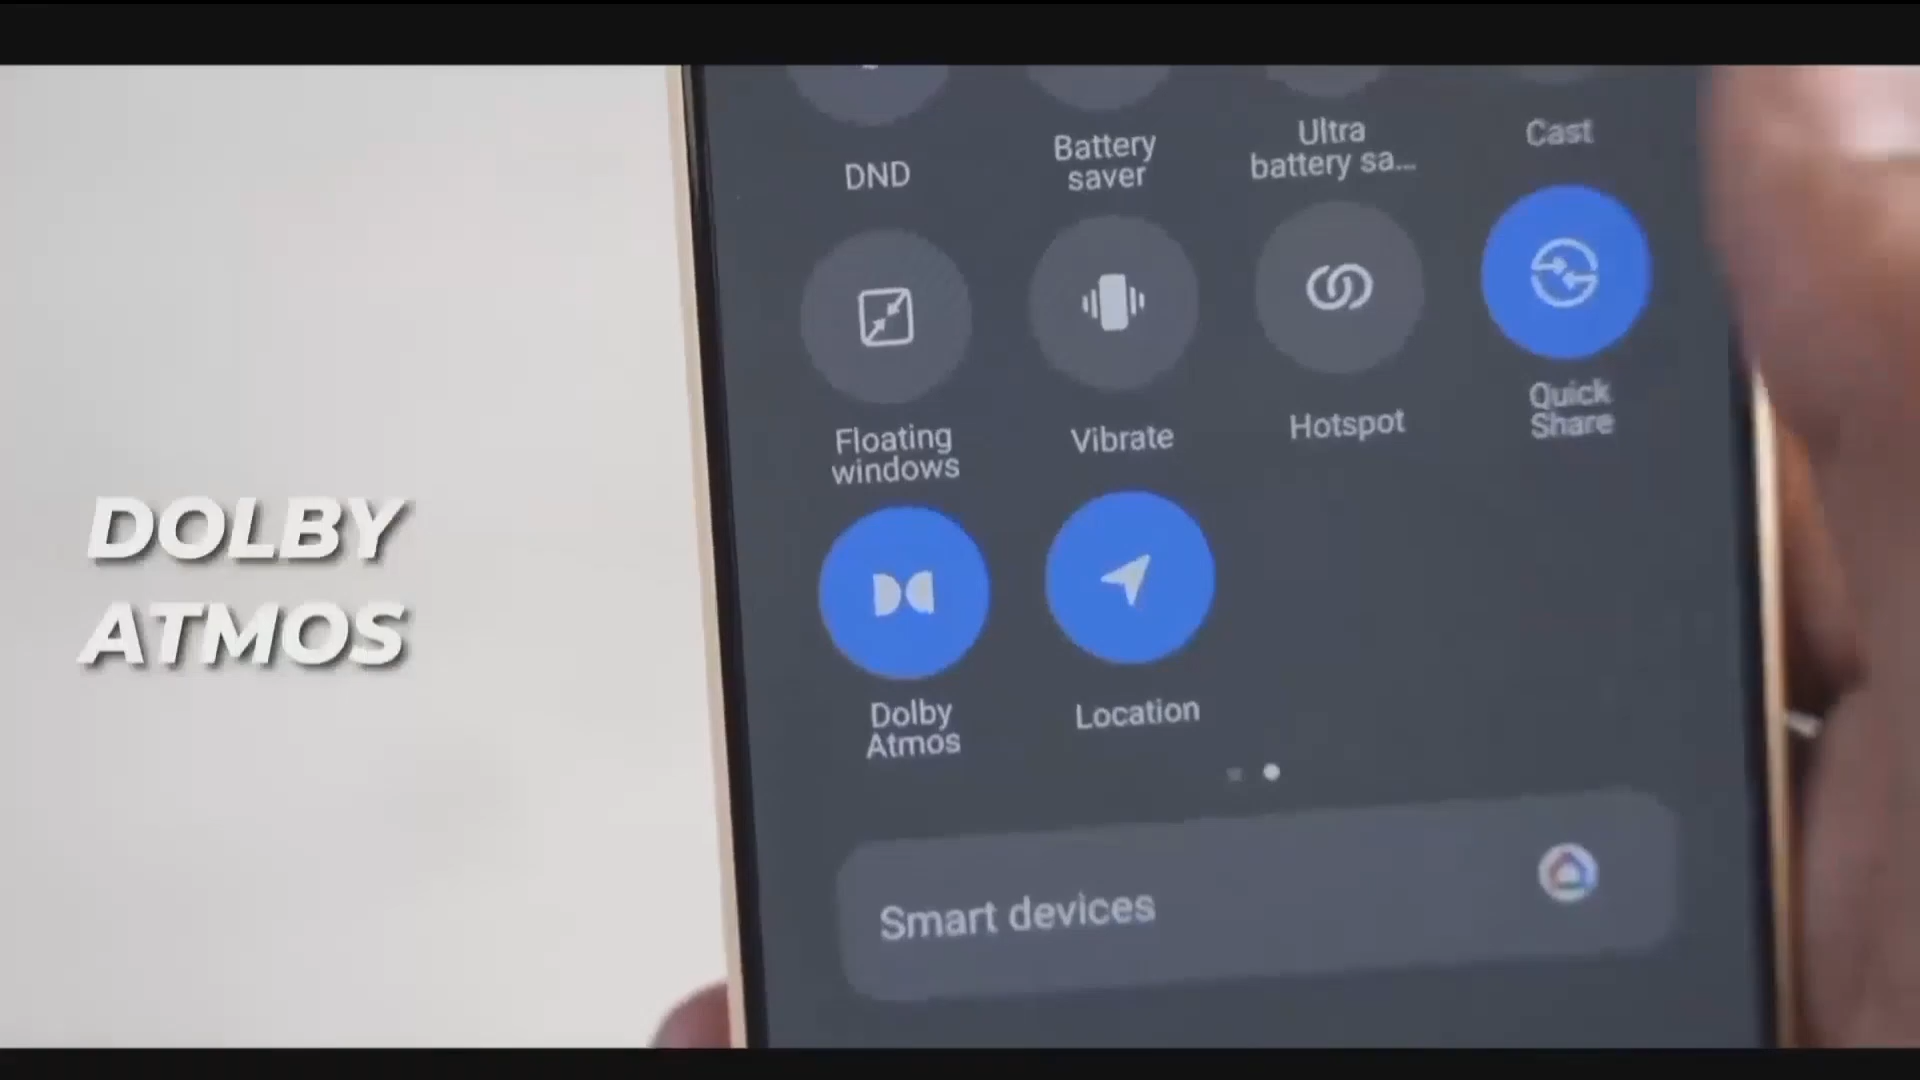 DND
Battery
saver
Ultra
battery sa...
Cast
Floating
windows
Vibrate
Hotspot
Quick
Share
DOLBY
ATMOS
Dolby
Atmos
Location
Smart devices